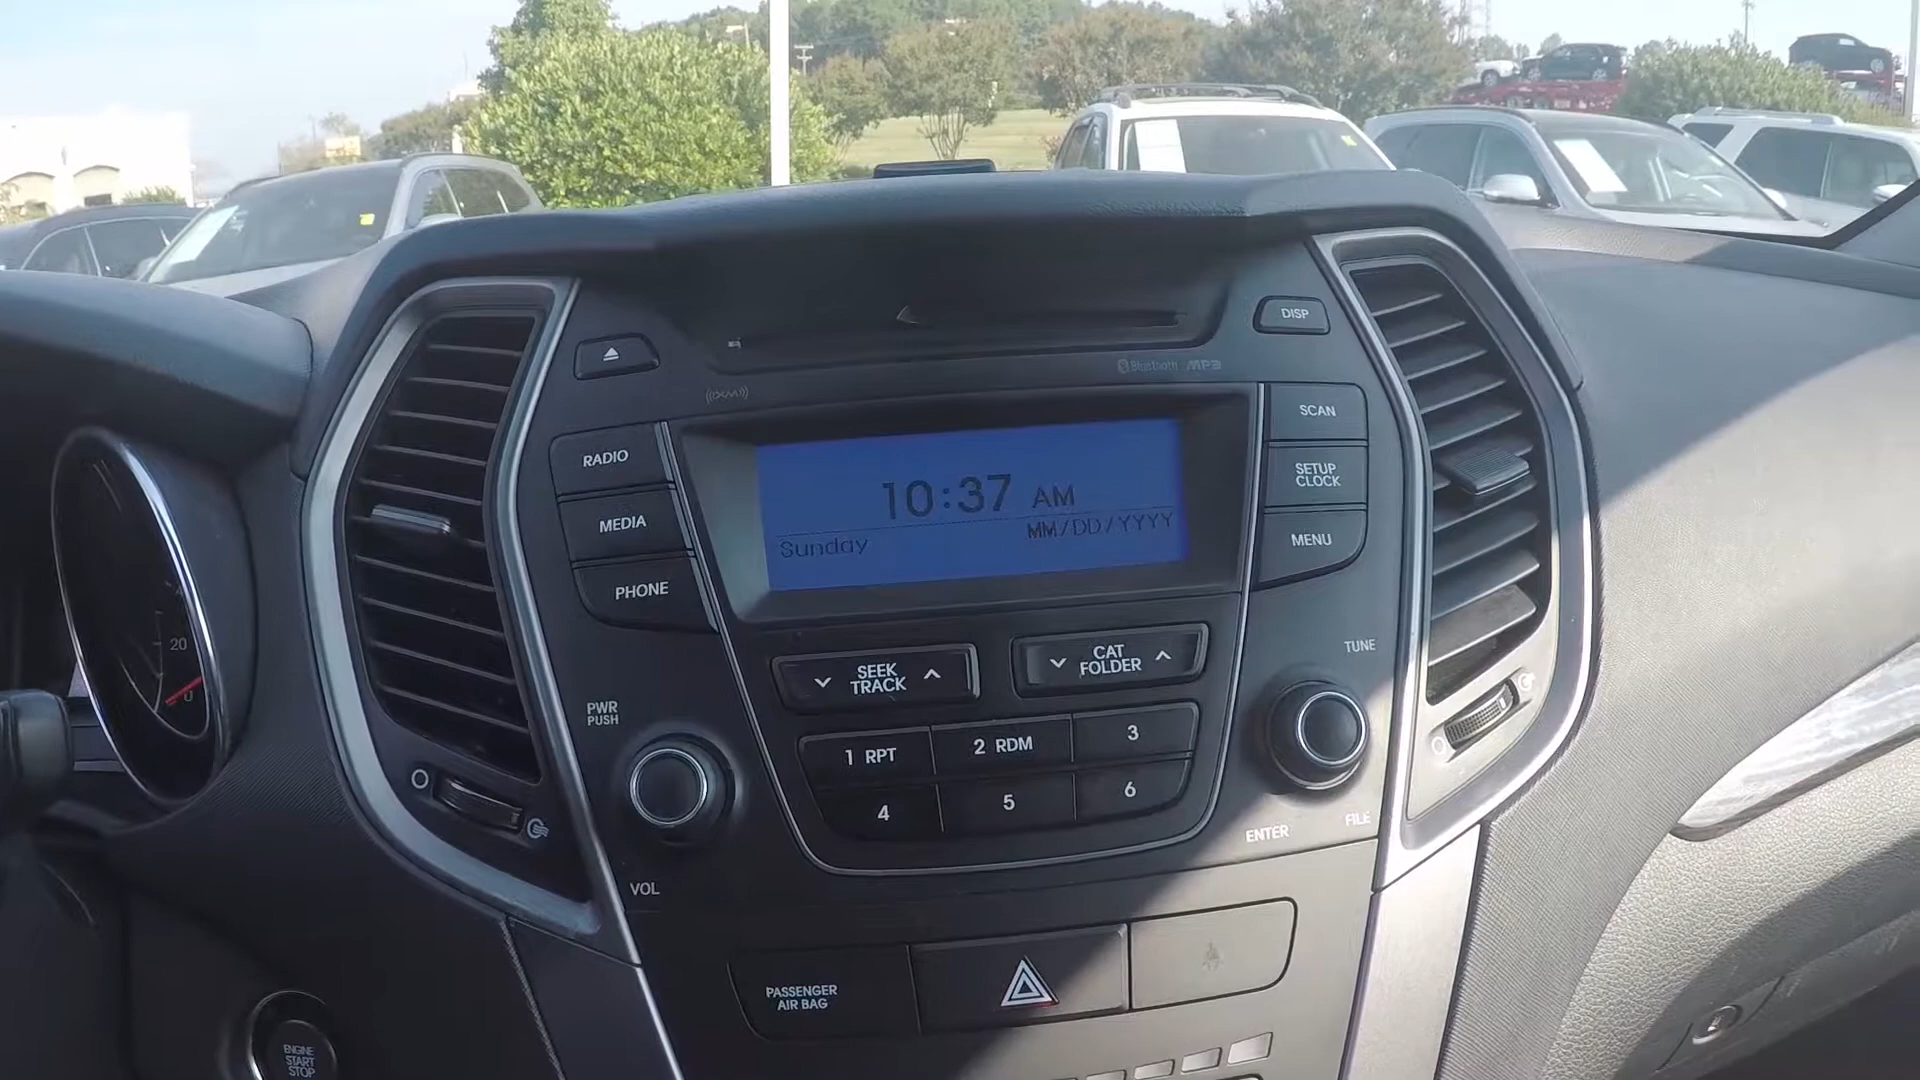 DISP
Bluetooth MP3
((XM))
RADIO
SCAN
MEDIA
SETUP
CLOCK
PHONE
MENU
10:37 AM
MM/DD/YYYY
Sunday
SEEK
TRACK
CAT
FOLDER
TUNE
PWR
PUSH
1 RPT
2 RDM
3
4
5
6
VOL
ENTER
FILE
20
PASSENGER
AIR BAG
ENGINE
START
STOP